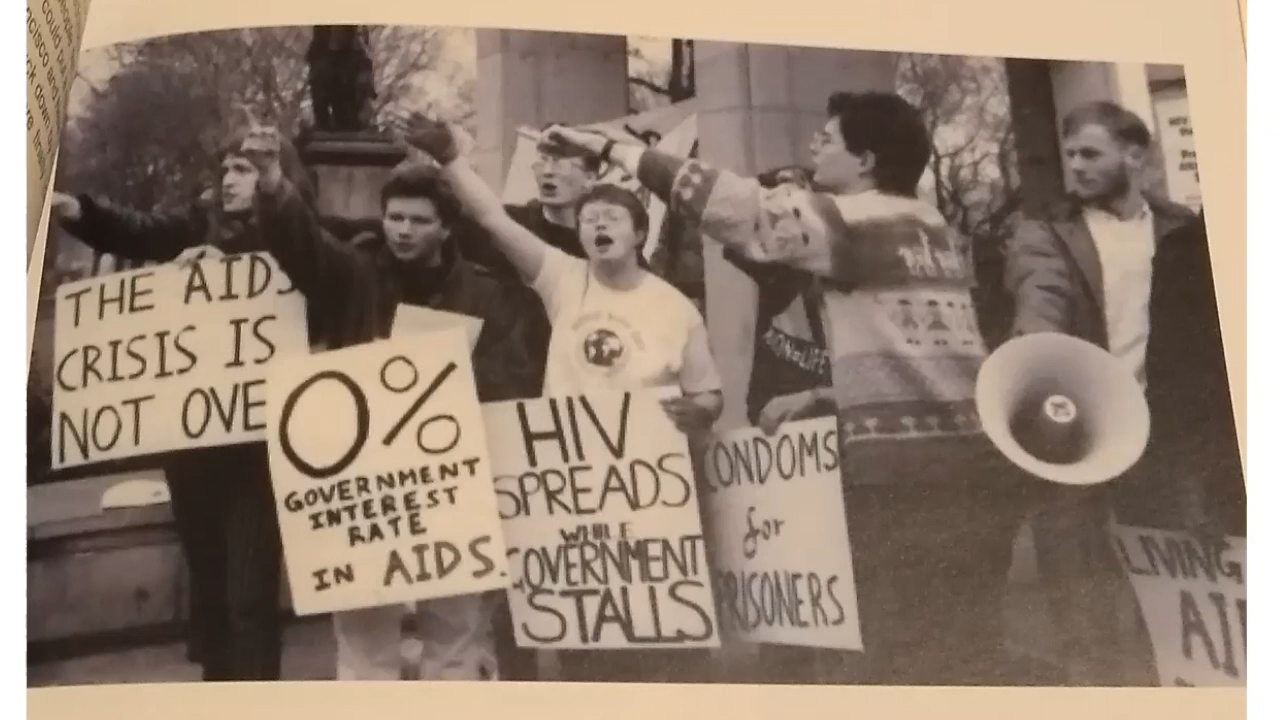 THE AIDS
CRISIS IS
NOT OVE
0%
GOVERNMENT
INTEREST
RATE
IN AIDS.
HIV
SPREADS
WHILE
GOVERNMENT
STALLS
CONDOMS
for
PRISONERS
LIVING
AI